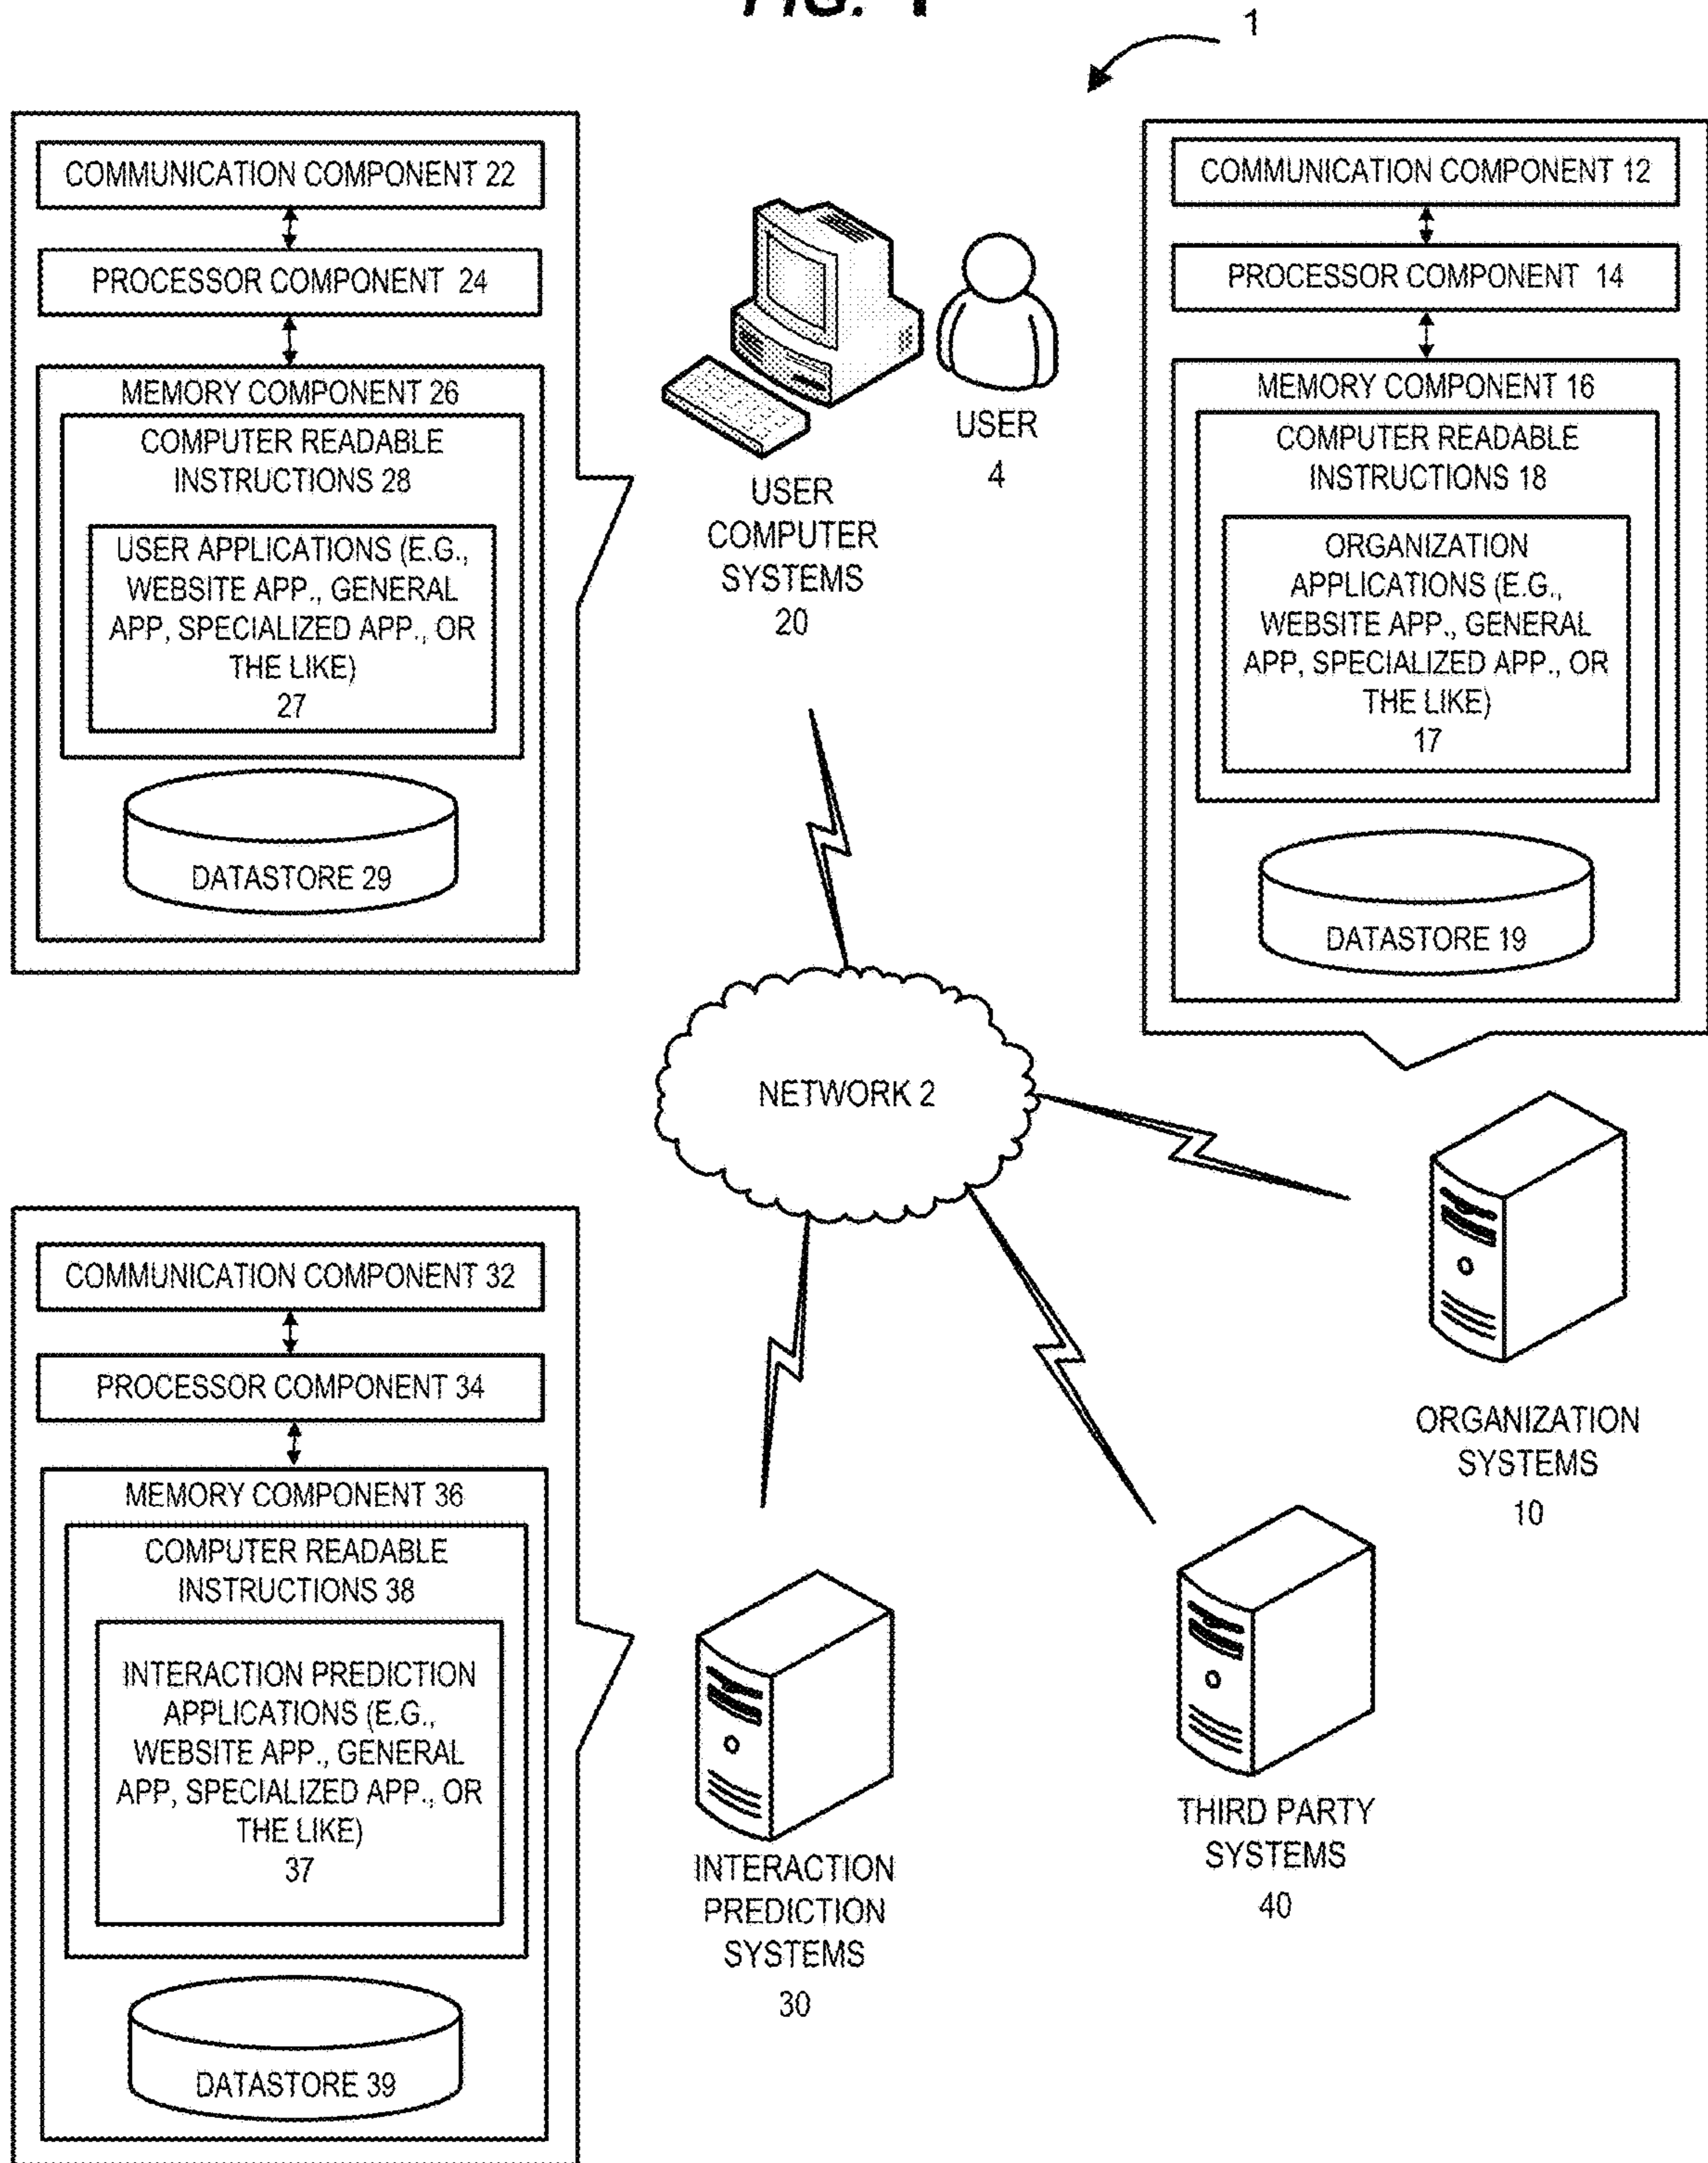 FIG. 1
1
COMMUNICATION COMPONENT 22
PROCESSOR COMPONENT 24
MEMORY COMPONENT 26
COMPUTER READABLE
INSTRUCTIONS 28
USER APPLICATIONS (E.G.,
WEBSITE APP., GENERAL
APP, SPECIALIZED APP., OR
THE LIKE)
27
DATASTORE 29
USER
COMPUTER
SYSTEMS
20
USER
4
COMMUNICATION COMPONENT 12
PROCESSOR COMPONENT 14
MEMORY COMPONENT 16
COMPUTER READABLE
INSTRUCTIONS 18
ORGANIZATION
APPLICATIONS (E.G.,
WEBSITE APP., GENERAL
APP, SPECIALIZED APP., OR
THE LIKE)
17
DATASTORE 19
NETWORK 2
ORGANIZATION
SYSTEMS
10
COMMUNICATION COMPONENT 32
PROCESSOR COMPONENT 34
MEMORY COMPONENT 36
COMPUTER READABLE
INSTRUCTIONS 38
INTERACTION PREDICTION
APPLICATIONS (E.G.,
WEBSITE APP., GENERAL
APP, SPECIALIZED APP., OR
THE LIKE)
37
DATASTORE 39
INTERACTION
PREDICTION
SYSTEMS
30
THIRD PARTY
SYSTEMS
40